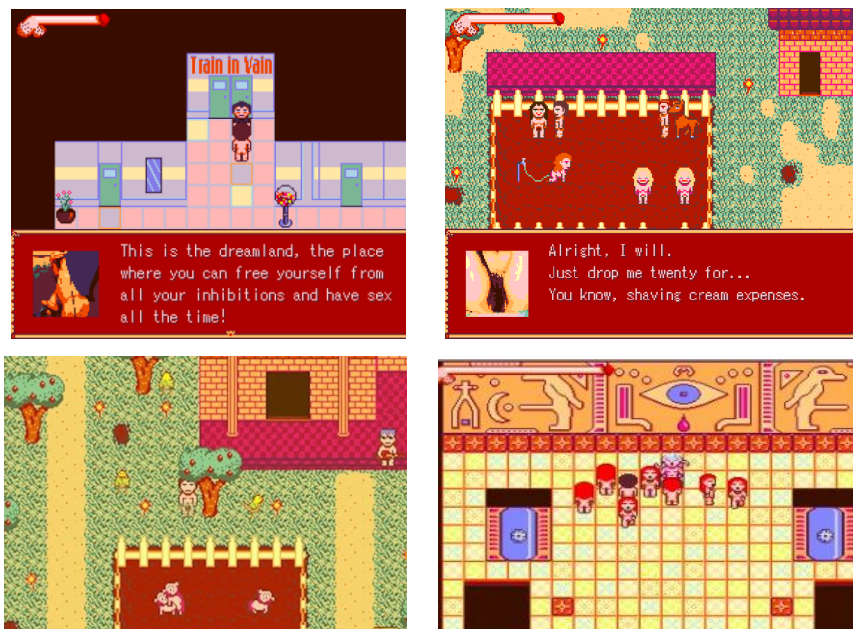 Train in Vain
This is the dreamland, the place
where you can free yourself from
all your inhibitions and have sex
all the time!
Alright, I will.
Just drop me twenty for...
You know, shaving cream expenses.